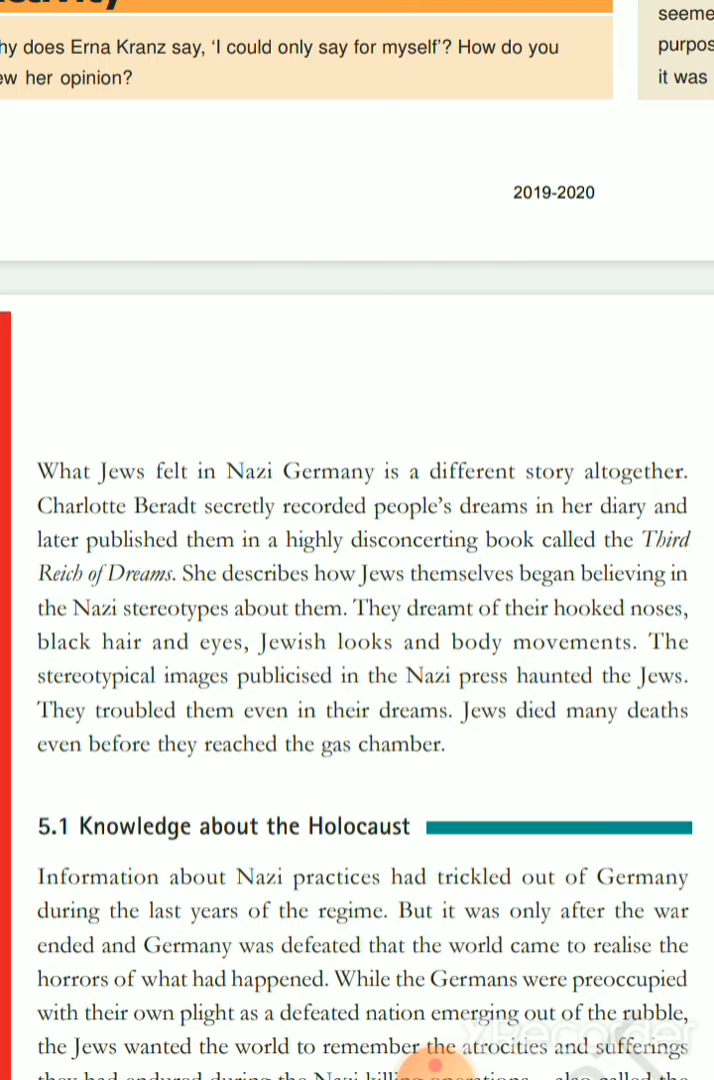 hy does Erna Kranz say, ‘I could only say for myself’? How do you
ew her opinion?
seeme
purpos
it was
2019-2020
What Jews felt in Nazi Germany is a different story altogether.
Charlotte Beradt secretly recorded people’s dreams in her diary and
later published them in a highly disconcerting book called the Third
Reich of Dreams. She describes how Jews themselves began believing in
the Nazi stereotypes about them. They dreamt of their hooked noses,
black hair and eyes, Jewish looks and body movements. The
stereotypical images publicised in the Nazi press haunted the Jews.
They troubled them even in their dreams. Jews died many deaths
even before they reached the gas chamber.
5.1 Knowledge about the Holocaust
Information about Nazi practices had trickled out of Germany
during the last years of the regime. But it was only after the war
ended and Germany was defeated that the world came to realise the
horrors of what had happened. While the Germans were preoccupied
with their own plight as a defeated nation emerging out of the rubble,
the Jews wanted the world to remember the atrocities and sufferings